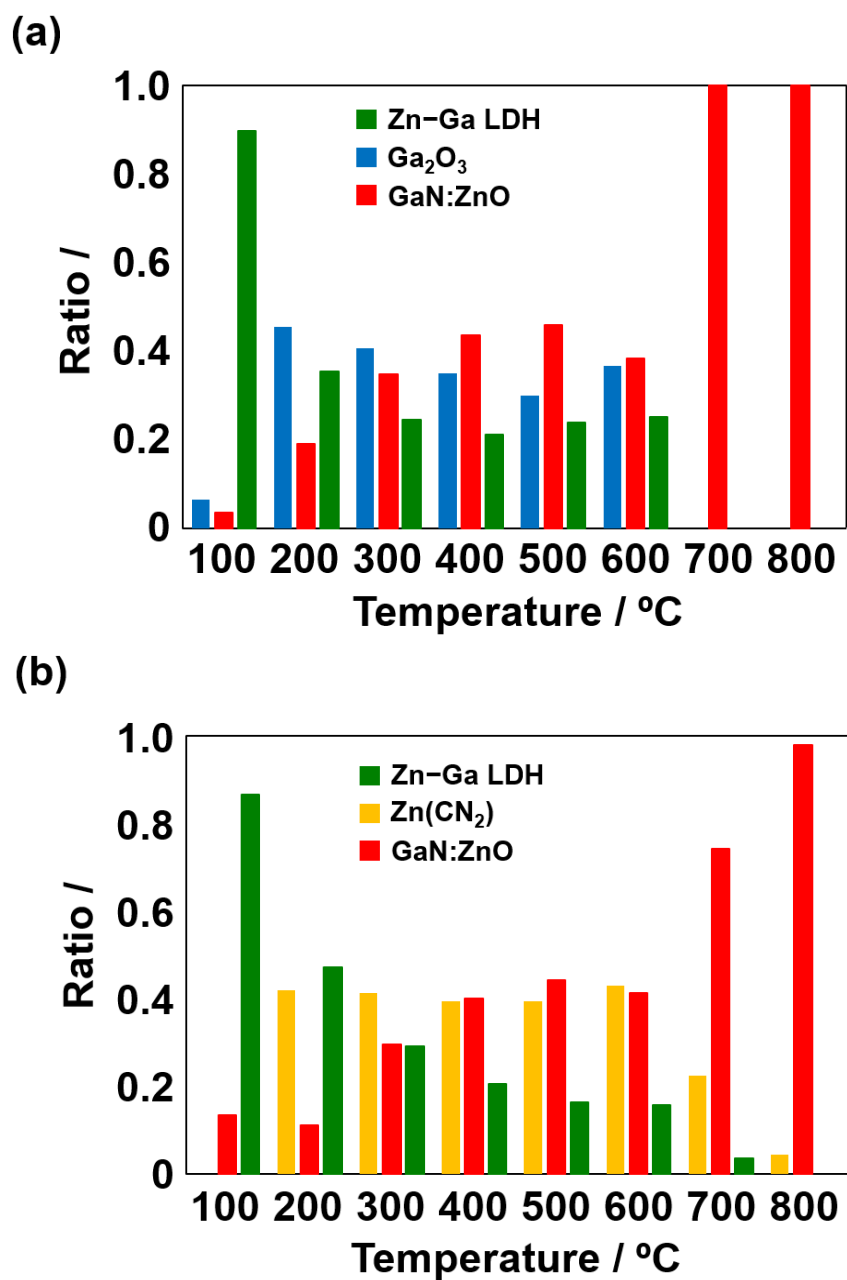 (a)
1.0
0.8
0.6
0.4
0.2
0
Ratio /
Zn−Ga LDH
Ga₂O₃
GaN:ZnO
100 200 300 400 500 600 700 800
Temperature / ºC
(b)
1.0
0.8
0.6
0.4
0.2
0
Ratio /
Zn−Ga LDH
Zn(CN₂)
GaN:ZnO
100 200 300 400 500 600 700 800
Temperature / ºC